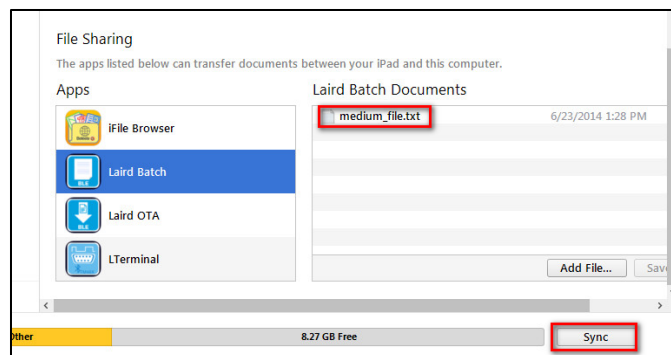 File Sharing
The apps listed below can transfer documents between your iPad and this computer.
Apps
Laird Batch Documents
iFile Browser
Laird Batch
Laird OTA
LTerminal
medium_file.txt 6/23/2014 1:28 PM
Add File... Save
Other 8.27 GB Free Sync